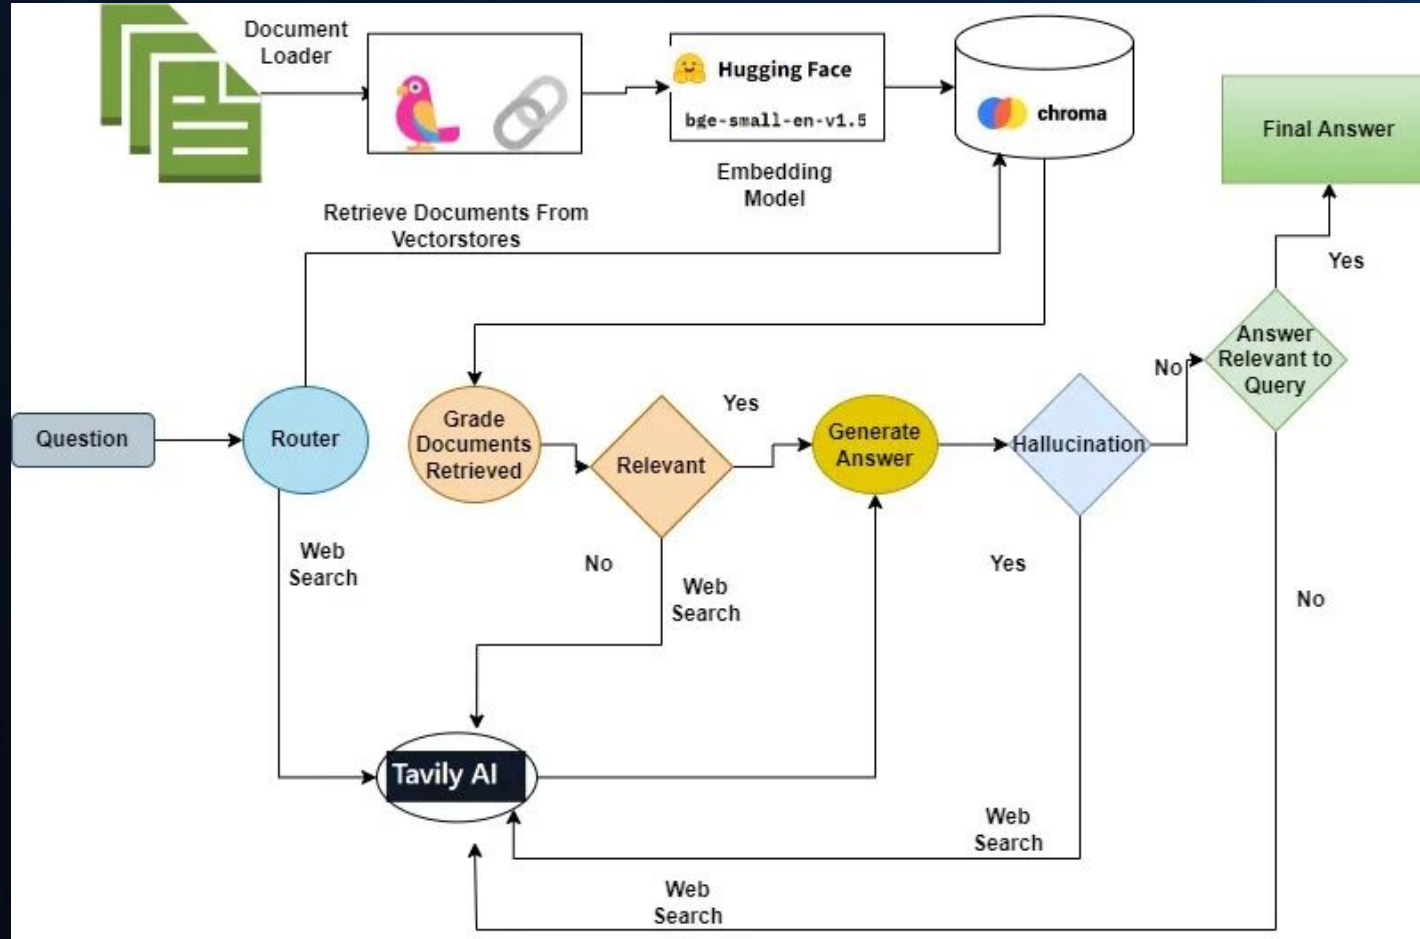 Document
Loader
Hugging Face
bge-small-en-v1.5
Embedding
Model
chroma
Final Answer
Retrieve Documents From
Vectorstores
Yes
Answer
Relevant to
Query
No
Question
Router
Grade
Documents
Retrieved
Relevant
Yes
Generate
Answer
Hallucination
Web
Search
No
Web
Search
Yes
No
Tavily AI
Web
Search
Web
Search